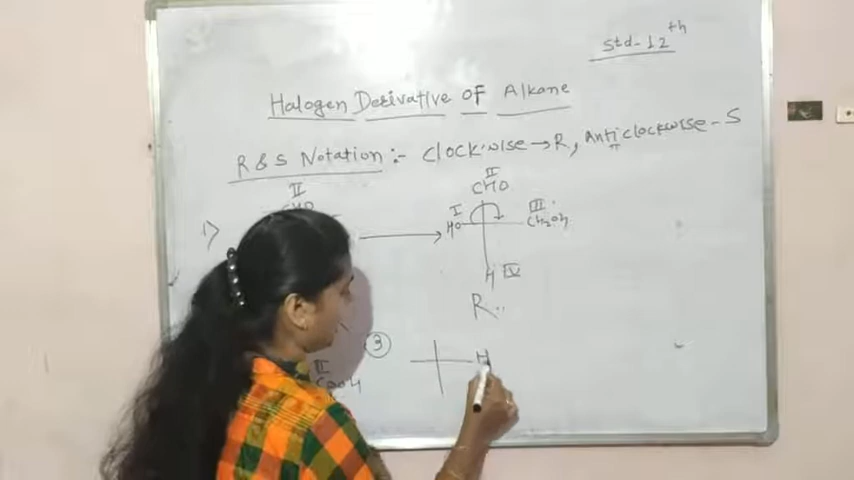 Std-12th
Halogen Derivative of Alkane
R & S Notation :- Clockwise → R, Anticlockwise - S
II
II
CHO
1)
I
HO
III
CH2OH
H IV
R..
3
H
II
COOH